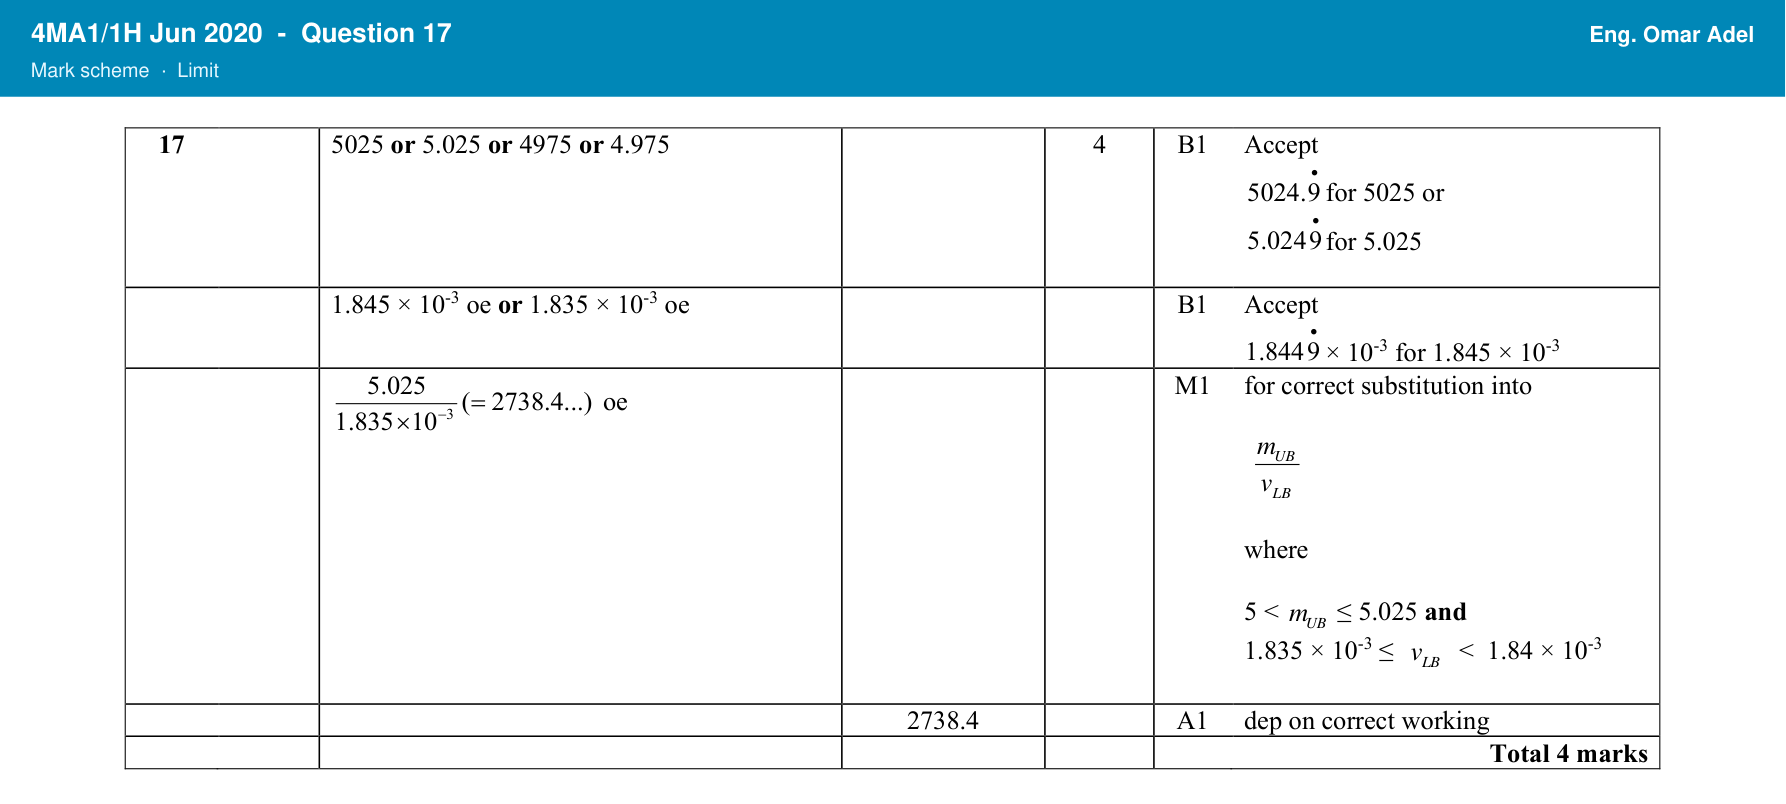 4MA1/1H Jun 2020 - Question 17
Eng. Omar Adel
Mark scheme · Limit
17 5025 or 5.025 or 4975 or 4.975 4 B1 Accept
5024.9̇ for 5025 or
5.0249̇ for 5.025
1.845 × 10⁻³ oe or 1.835 × 10⁻³ oe B1 Accept
1.8449̇ × 10⁻³ for 1.845 × 10⁻³
5.025 / 1.835×10⁻³ (= 2738.4...) oe M1 for correct substitution into
m_UB / v_LB
where
5 < m_UB ≤ 5.025 and
1.835 × 10⁻³ ≤ v_LB < 1.84 × 10⁻³
2738.4 A1 dep on correct working
Total 4 marks